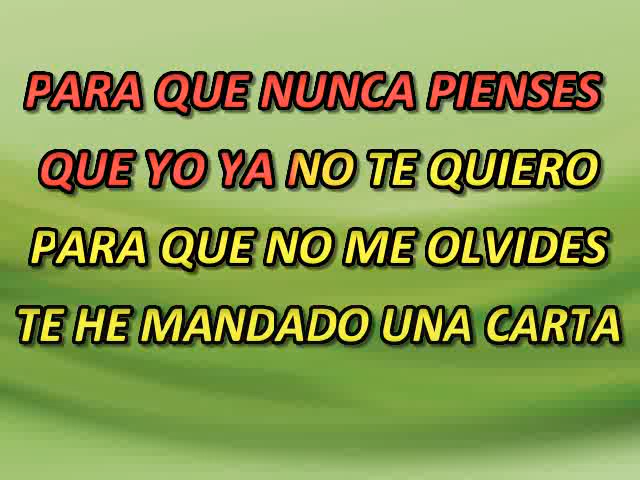 PARA QUE NUNCA PIENSES
QUE YO YA NO TE QUIERO
PARA QUE NO ME OLVIDES
TE HE MANDADO UNA CARTA